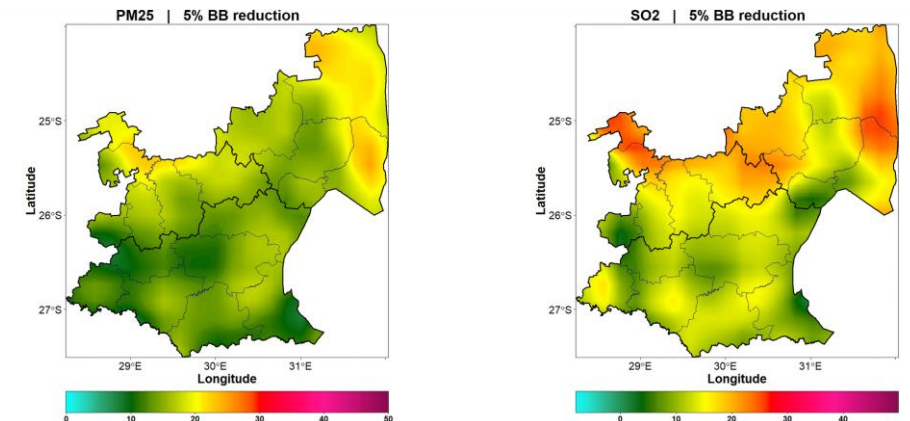 PM25 | 5% BB reduction
25°S
26°S
27°S
Latitude
29°E 30°E 31°E
Longitude
0 10 20 30 40 50
SO2 | 5% BB reduction
25°S
26°S
27°S
Latitude
29°E 30°E 31°E
Longitude
0 10 20 30 40